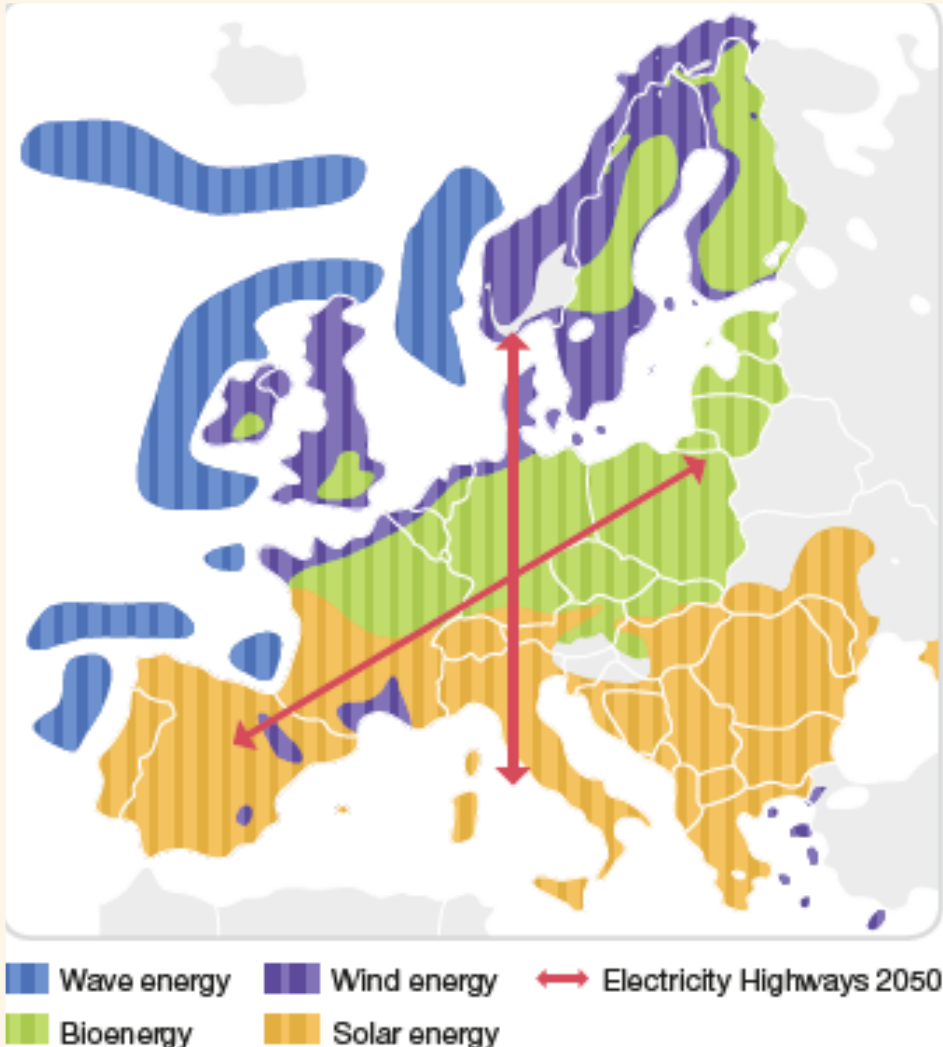 Wave energy
Wind energy
Electricity Highways 2050
Bioenergy
Solar energy